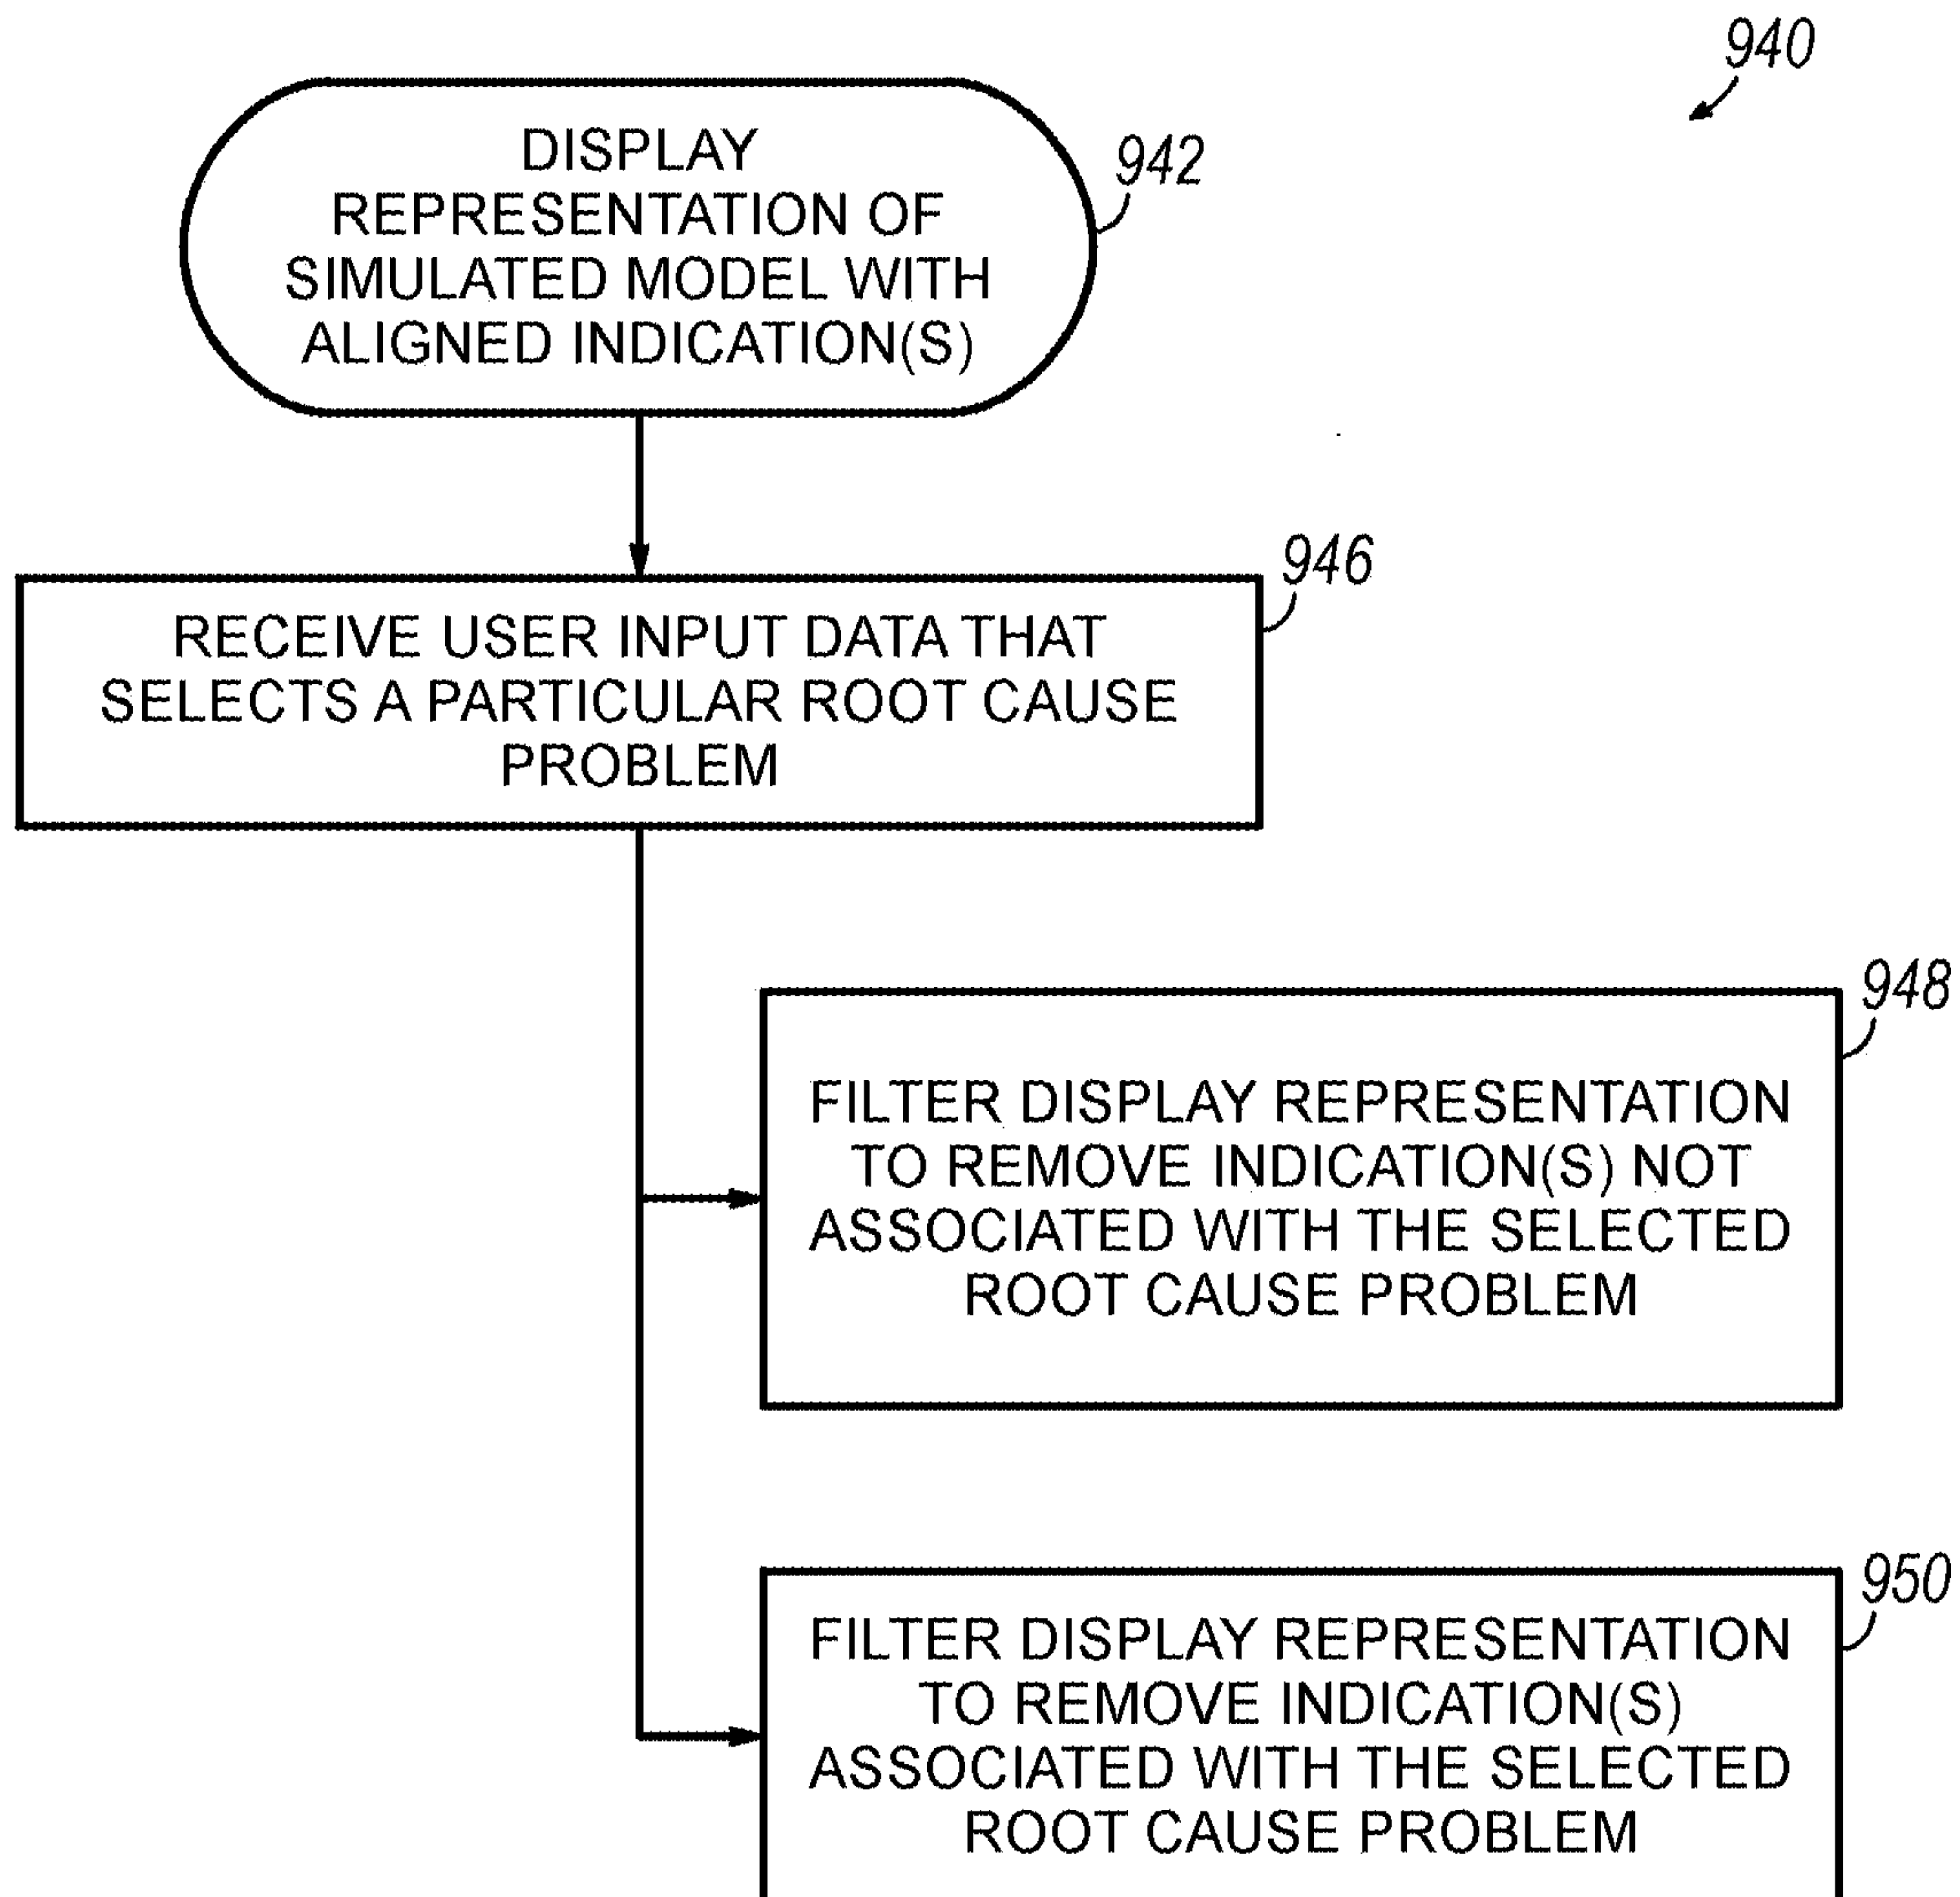 940
DISPLAY
REPRESENTATION OF
SIMULATED MODEL WITH
ALIGNED INDICATION(S)
942
RECEIVE USER INPUT DATA THAT
SELECTS A PARTICULAR ROOT CAUSE
PROBLEM
946
FILTER DISPLAY REPRESENTATION
TO REMOVE INDICATION(S) NOT
ASSOCIATED WITH THE SELECTED
ROOT CAUSE PROBLEM
948
FILTER DISPLAY REPRESENTATION
TO REMOVE INDICATION(S)
ASSOCIATED WITH THE SELECTED
ROOT CAUSE PROBLEM
950